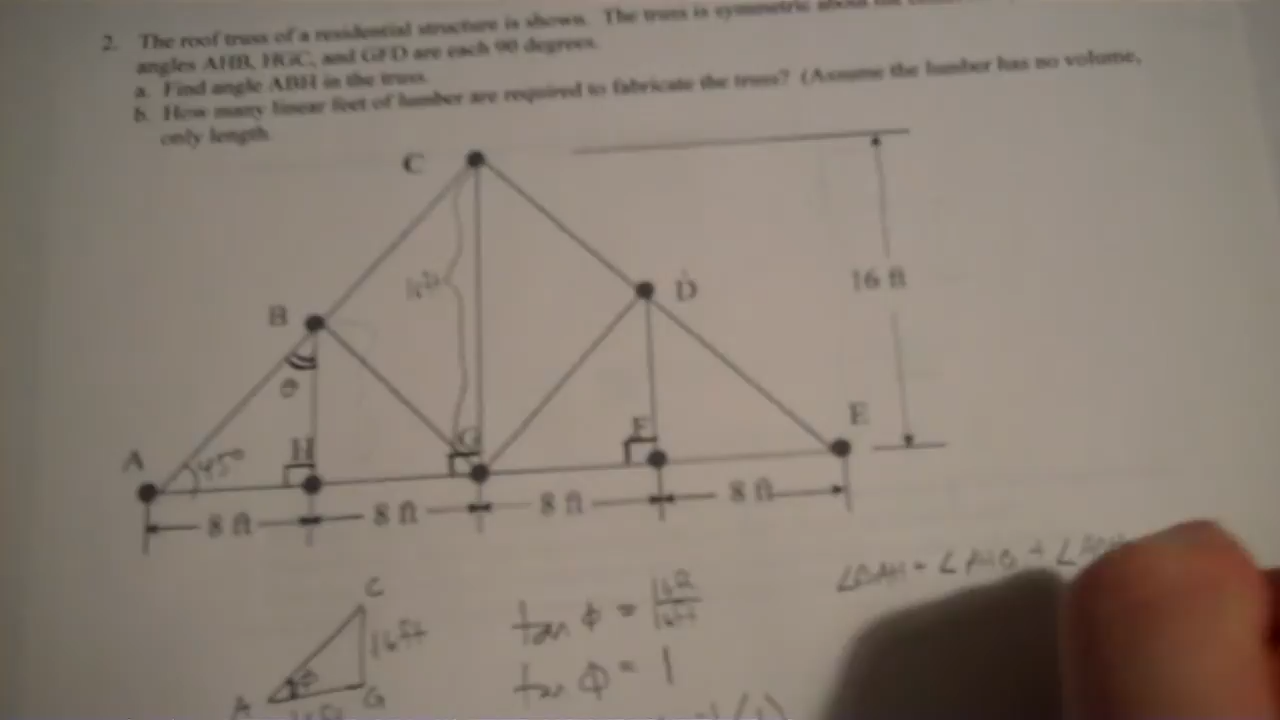 2. The roof truss of a residential structure is shown. The truss is symmetric about the
angles AHB, HGC, and GFD are each 90 degrees.
a. Find angle ABH in the truss.
b. How many linear feet of lumber are required to fabricate the truss? (Assume the lumber has no volume,
only length
C
16 ft
B
D
θ
A
45°
H
G
F
E
8 ft
8 ft
8 ft
8 ft
C
16ft
A
G
tan ϕ =
tan ϕ = 1
∠BAH + ∠AHB +